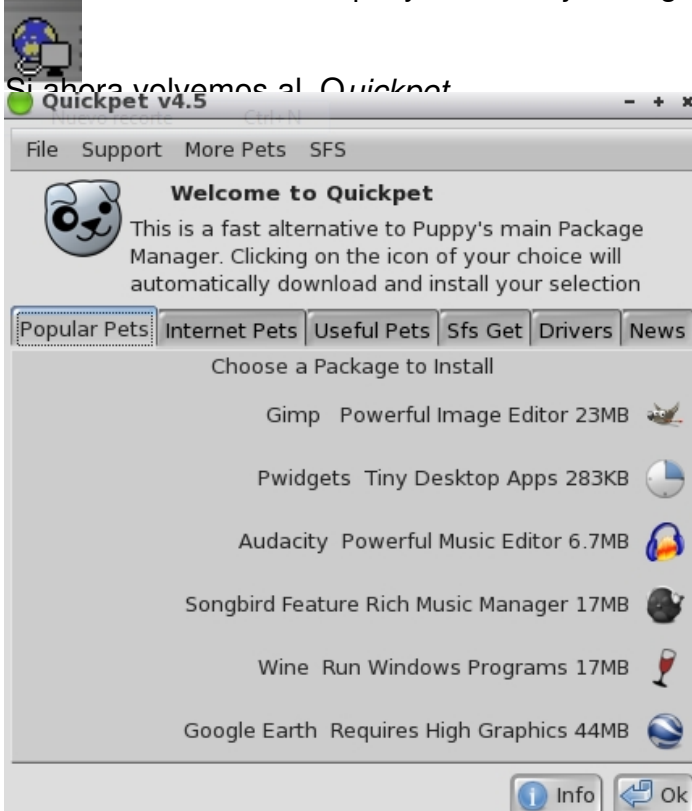 Si ahora volvemos al Quickpet
Quickpet v4.5
Nuevo recorte Ctrl+N
File Support More Pets SFS
Welcome to Quickpet
This is a fast alternative to Puppy's main Package
Manager. Clicking on the icon of your choice will
automatically download and install your selection
Popular Pets Internet Pets Useful Pets Sfs Get Drivers News
Choose a Package to Install
Gimp Powerful Image Editor 23MB
Pwidgets Tiny Desktop Apps 283KB
Audacity Powerful Music Editor 6.7MB
Songbird Feature Rich Music Manager 17MB
Wine Run Windows Programs 17MB
Google Earth Requires High Graphics 44MB
Info Ok